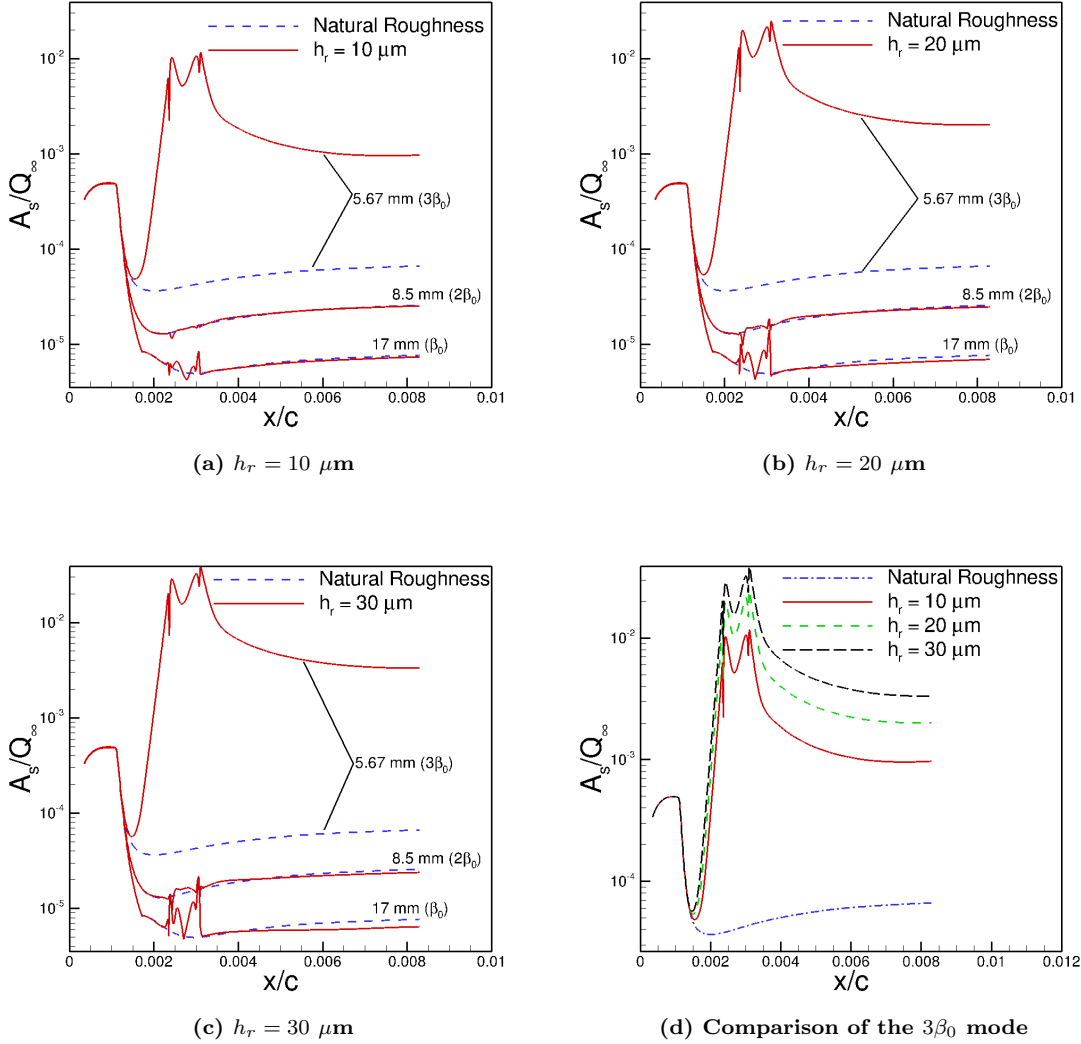 Natural Roughness
h_r = 10 μm
10^-2
10^-3
10^-4
10^-5
A_s/Q_∞
5.67 mm (3β_0)
8.5 mm (2β_0)
17 mm (β_0)
0 0.002 0.004 0.006 0.008 0.01
x/c
(a) h_r = 10 μm
Natural Roughness
h_r = 20 μm
10^-2
10^-3
10^-4
10^-5
A_s/Q_∞
5.67 mm (3β_0)
8.5 mm (2β_0)
17 mm (β_0)
0 0.002 0.004 0.006 0.008 0.01
x/c
(b) h_r = 20 μm
Natural Roughness
h_r = 30 μm
10^-2
10^-3
10^-4
10^-5
A_s/Q_∞
5.67 mm (3β_0)
8.5 mm (2β_0)
17 mm (β_0)
0 0.002 0.004 0.006 0.008 0.01
x/c
(c) h_r = 30 μm
Natural Roughness
h_r = 10 μm
h_r = 20 μm
h_r = 30 μm
10^-2
10^-3
10^-4
A_s/Q_∞
0 0.002 0.004 0.006 0.008 0.01 0.012
x/c
(d) Comparison of the 3β_0 mode